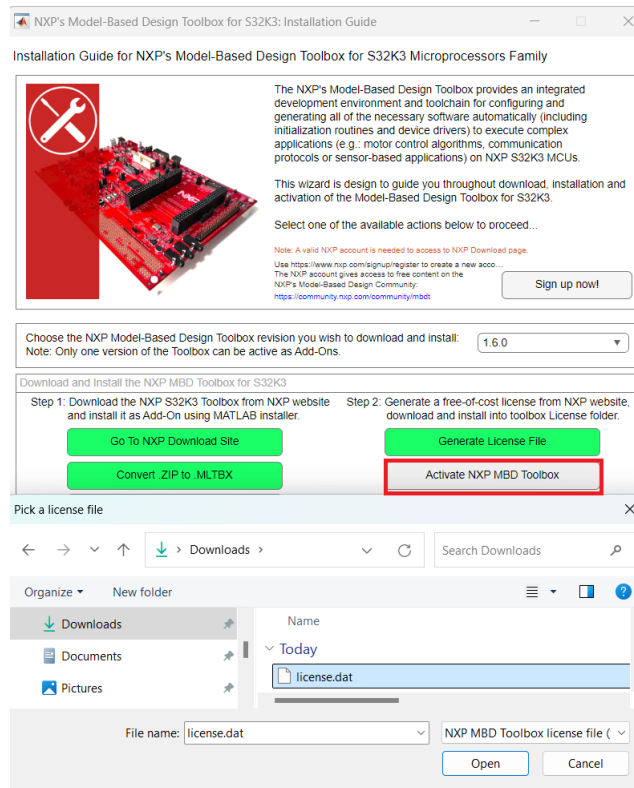 NXP's Model-Based Design Toolbox for S32K3: Installation Guide
Installation Guide for NXP's Model-Based Design Toolbox for S32K3 Microprocessors Family
The NXP's Model-Based Design Toolbox provides an integrated
development environment and toolchain for configuring and
generating all of the necessary software automatically (including
initialization routines and device drivers) to execute complex
applications (e.g.: motor control algorithms, communication
protocols or sensor-based applications) on NXP S32K3 MCUs.
This wizard is design to guide you throughout download, installation and
activation of the Model-Based Design Toolbox for S32K3.
Select one of the available actions below to proceed...
Note: A valid NXP account is needed to access to NXP Download page.
Use https://www.nxp.com/signup/register to create a new acco...
The NXP account gives access to free content on the
NXP's Model-Based Design Community:
https://community.nxp.com/community/mbdt
Sign up now!
Choose the NXP Model-Based Design Toolbox revision you wish to download and install:
Note: Only one version of the Toolbox can be active as Add-Ons.
1.6.0
Download and Install the NXP MBD Toolbox for S32K3
Step 1: Download the NXP S32K3 Toolbox from NXP website
and install it as Add-On using MATLAB installer.
Step 2: Generate a free-of-cost license from NXP website,
download and install into toolbox License folder.
Go To NXP Download Site
Generate License File
Convert .ZIP to .MLTBX
Activate NXP MBD Toolbox
Pick a license file
Downloads
Search Downloads
Organize
New folder
Downloads
Documents
Pictures
Name
Today
license.dat
File name:
license.dat
NXP MBD Toolbox license file (
Open
Cancel